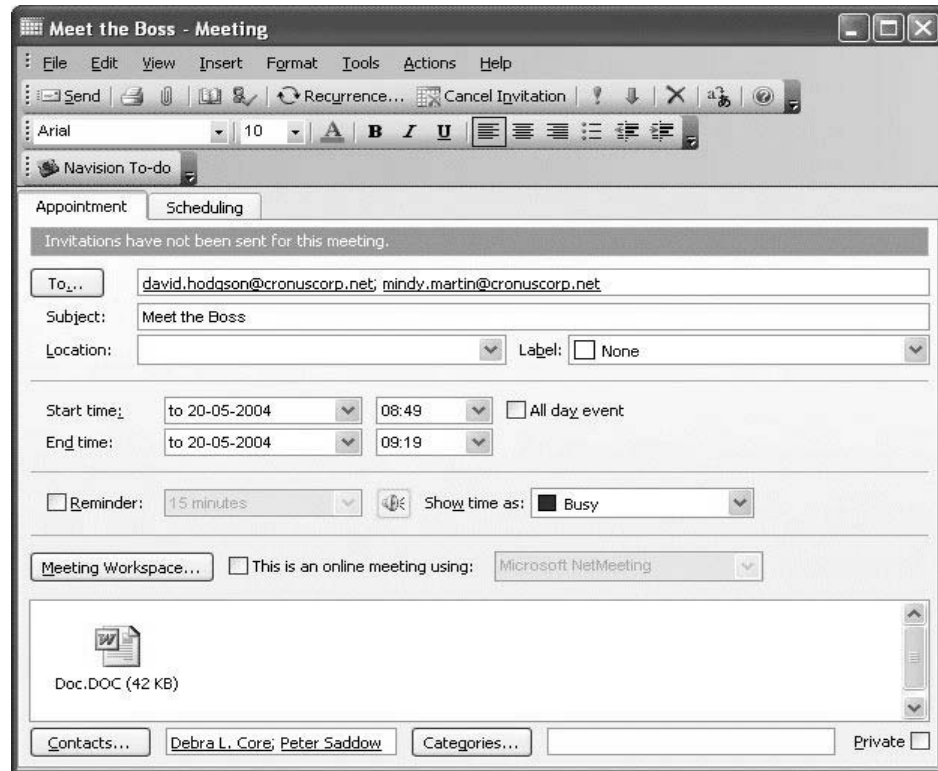 Meet the Boss - Meeting
File Edit View Insert Format Tools Actions Help
Send Recurrence... Cancel Invitation
Arial 10 A B I U
Navision To-do
Appointment Scheduling
Invitations have not been sent for this meeting.
To... david.hodgson@cronuscorp.net; mindy.martin@cronuscorp.net
Subject: Meet the Boss
Location: Label: None
Start time: to 20-05-2004 08:49 All day event
End time: to 20-05-2004 09:19
Reminder: 15 minutes Show time as: Busy
Meeting Workspace... This is an online meeting using: Microsoft NetMeeting
Doc.DOC (42 KB)
Contacts... Debra L. Core; Peter Saddow Categories... Private